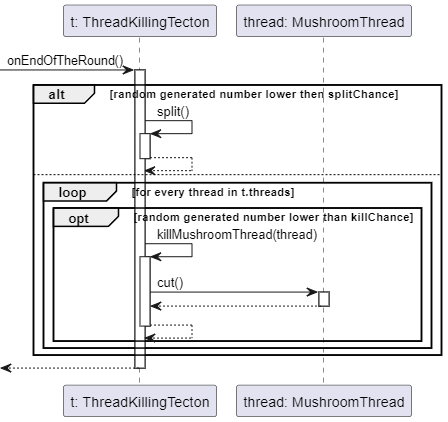 t: ThreadKillingTecton thread: MushroomThread
onEndOfTheRound()
alt [random generated number lower then splitChance]
split()
loop [for every thread in t.threads]
opt [random generated number lower than killChance]
killMushroomThread(thread)
cut()
t: ThreadKillingTecton thread: MushroomThread